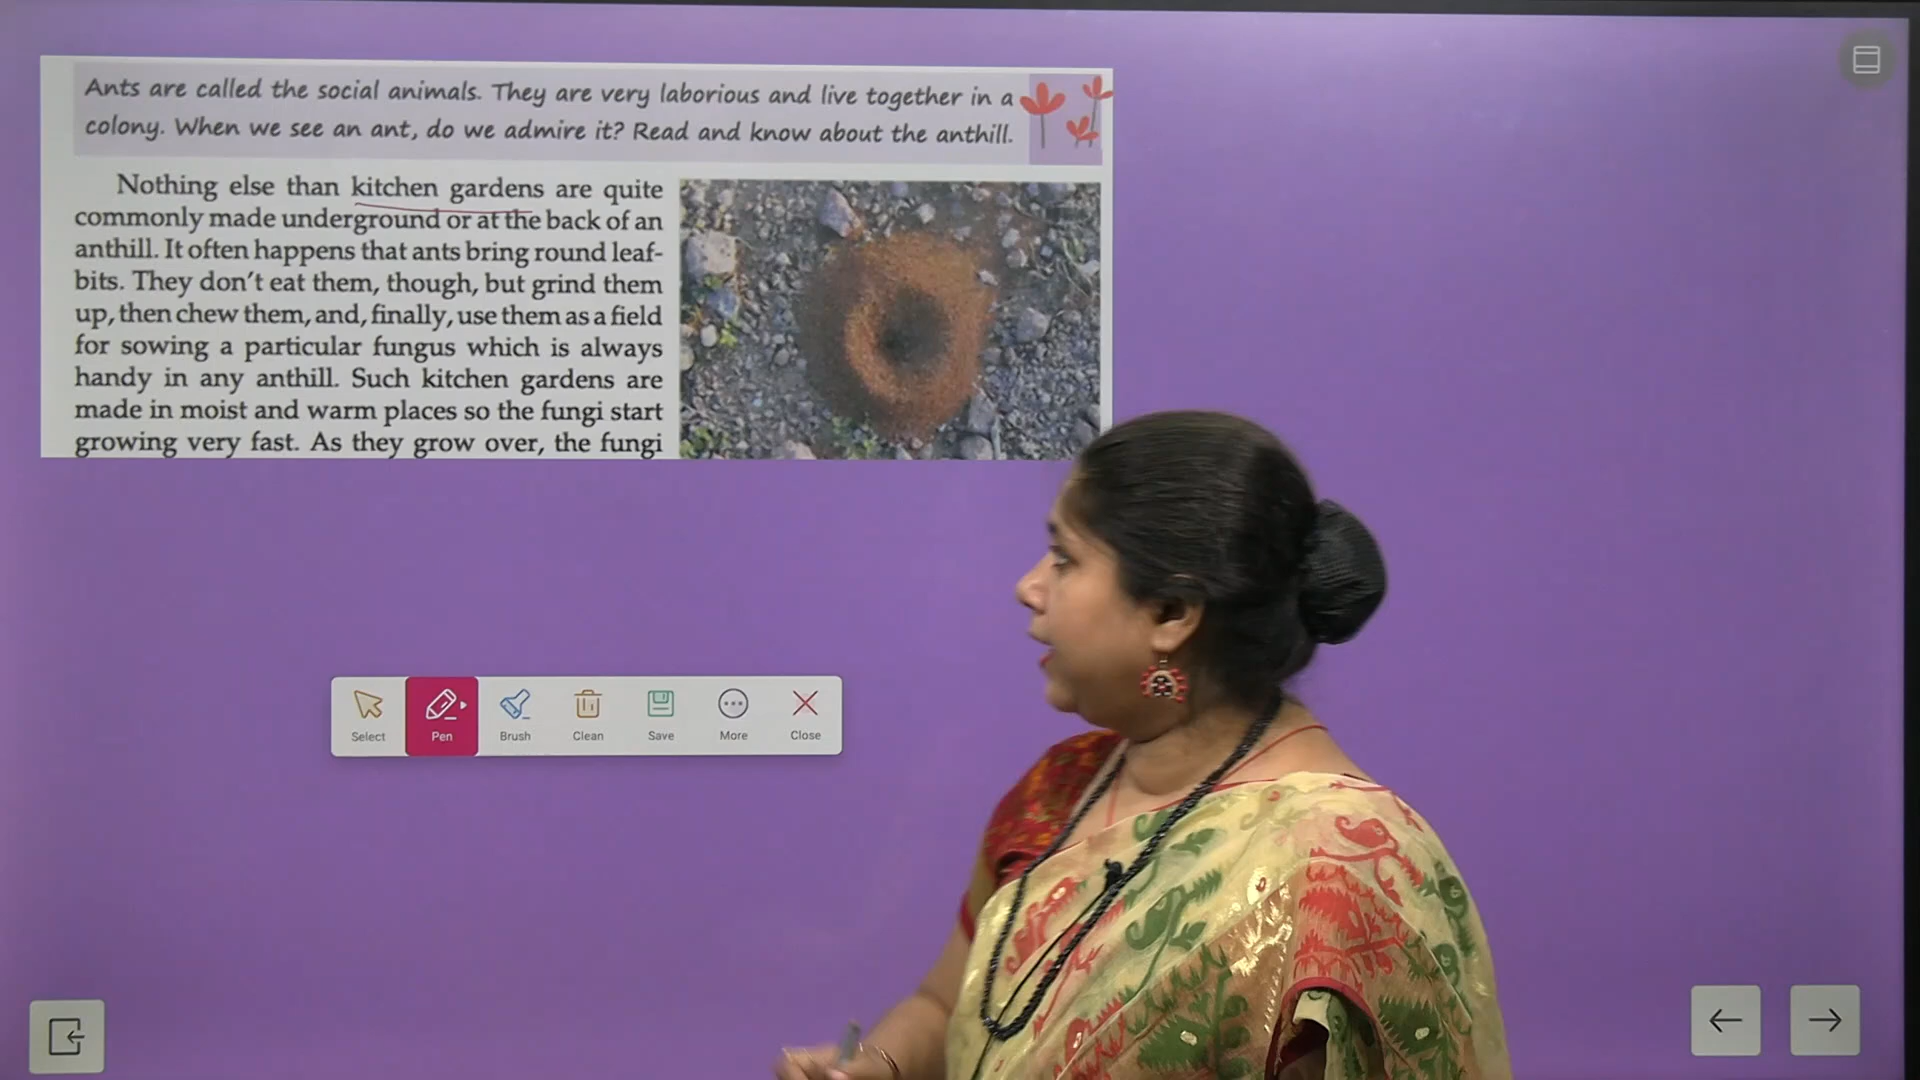 Ants are called the social animals. They are very laborious and live together in a
colony. When we see an ant, do we admire it? Read and know about the anthill.
Nothing else than kitchen gardens are quite
commonly made underground or at the back of an
anthill. It often happens that ants bring round leaf-
bits. They don't eat them, though, but grind them
up, then chew them, and, finally, use them as a field
for sowing a particular fungus which is always
handy in any anthill. Such kitchen gardens are
made in moist and warm places so the fungi start
growing very fast. As they grow over, the fungi
Select
Pen
Brush
Clean
Save
More
Close